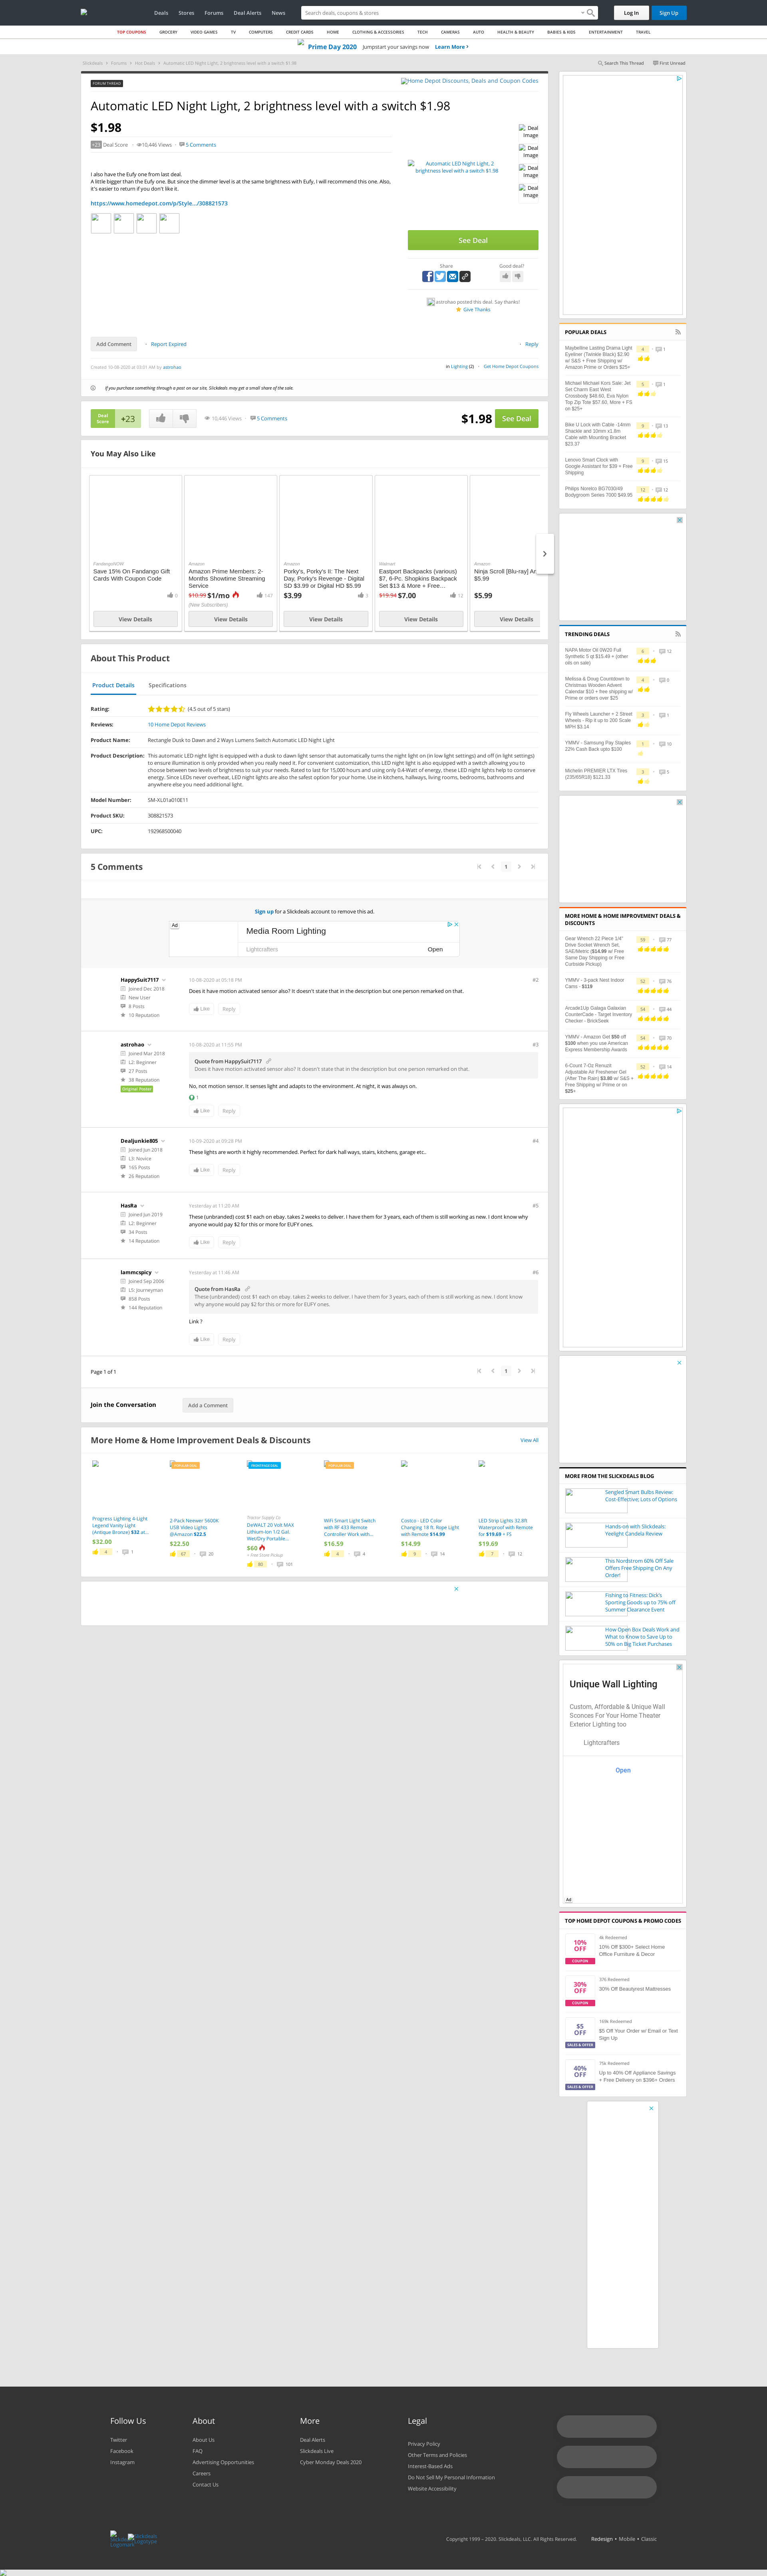 Deals Stores Forums Deal Alerts News
Search deals, coupons & stores
Log In Sign Up
TOP COUPONS GROCERY VIDEO GAMES TV COMPUTERS CREDIT CARDS HOME CLOTHING & ACCESSORIES TECH CAMERAS AUTO HEALTH & BEAUTY BABIES & KIDS ENTERTAINMENT TRAVEL
Prime Day 2020 Jumpstart your savings now Learn More
Slickdeals Forums Hot Deals Automatic LED Night Light, 2 brightness level with a switch $1.98
Search This Thread First Unread
FORUM THREAD
Home Depot Discounts, Deals and Coupon Codes
Automatic LED Night Light, 2 brightness level with a switch $1.98
$1.98
+23 Deal Score 10,446 Views 5 Comments
I also have the Eufy one from last deal.
A little bigger than the Eufy one. But since the dimmer level is at the same brightness with Eufy, I will recommend this one. Also,
it's easier to return if you don't like it.
https://www.homedepot.com/p/Style.../308821573
Automatic LED Night Light, 2
brightness level with a switch $1.98
Deal
Image
Deal
Image
Deal
Image
Deal
Image
See Deal
Share Good deal?
astrohao posted this deal. Say thanks!
Give Thanks
Add Comment Report Expired Reply
Created 10-08-2020 at 03:01 AM by astrohao
in Lighting (2) Get Home Depot Coupons
If you purchase something through a post on our site, Slickdeals may get a small share of the sale.
Deal
Score +23 10,446 Views 5 Comments $1.98 See Deal
You May Also Like
FandangoNOW
Save 15% On Fandango Gift
Cards With Coupon Code
0
View Details
Amazon
Amazon Prime Members: 2-
Months Showtime Streaming
Service
$10.99 $1/mo 147
(New Subscribers)
View Details
Amazon
Porky's, Porky's II: The Next
Day, Porky's Revenge - Digital
SD $3.99 or Digital HD $5.99
$3.99 3
View Details
Walmart
Eastport Backpacks (various)
$7, 6-Pc. Shopkins Backpack
Set $13 & More + Free...
$19.94 $7.00 12
View Details
Amazon
Ninja Scroll [Blu-ray] Am
$5.99
$5.99
View Details
About This Product
Product Details Specifications
Rating: (4.5 out of 5 stars)
Reviews: 10 Home Depot Reviews
Product Name: Rectangle Dusk to Dawn and 2 Ways Lumens Switch Automatic LED Night Light
Product Description: This automatic LED night light is equipped with a dusk to dawn light sensor that automatically turns the night light on (in low light settings) and off (in light settings)
to ensure illumination is only provided when you really need it. For convenient customization, this LED night light is also equipped with a switch allowing you to
choose between two levels of brightness to suit your needs. Rated to last for 15,000 hours and using only 0.4-Watt of energy, these LED night lights help to conserve
energy. Since LEDs never overheat, LED night lights are also the safest option for your home. Use in kitchens, hallways, living rooms, bedrooms, bathrooms and
anywhere else you need additional light.
Model Number: SM-XL01a010E11
Product SKU: 308821573
UPC: 192968500040
5 Comments 1
Sign up for a Slickdeals account to remove this ad.
Ad
Media Room Lighting
Lightcrafters Open
HappySuit7117 10-08-2020 at 05:18 PM #2
Joined Dec 2018
New User
8 Posts
10 Reputation
Does it have motion activated sensor also? It doesn't state that in the description but one person remarked on that.
Like Reply
astrohao 10-08-2020 at 11:55 PM #3
Joined Mar 2018
L2: Beginner
27 Posts
38 Reputation
Original Poster
Quote from HappySuit7117
Does it have motion activated sensor also? It doesn't state that in the description but one person remarked on that.
No, not motion sensor. It senses light and adapts to the environment. At night, it was always on.
1
Like Reply
Dealjunkie805 10-09-2020 at 09:28 PM #4
Joined Jun 2018
L3: Novice
165 Posts
26 Reputation
These lights are worth it highly recommended. Perfect for dark hall ways, stairs, kitchens, garage etc..
Like Reply
HasRa Yesterday at 11:20 AM #5
Joined Jun 2019
L2: Beginner
34 Posts
14 Reputation
These (unbranded) cost $1 each on ebay. takes 2 weeks to deliver. I have them for 3 years, each of them is still working as new. I dont know why
anyone would pay $2 for this or more for EUFY ones.
Like Reply
lammcspicy Yesterday at 11:46 AM #6
Joined Sep 2006
L5: Journeyman
858 Posts
144 Reputation
Quote from HasRa
These (unbranded) cost $1 each on ebay. takes 2 weeks to deliver. I have them for 3 years, each of them is still working as new. I dont know
why anyone would pay $2 for this or more for EUFY ones.
Link ?
Like Reply
Page 1 of 1 1
Join the Conversation Add a Comment
More Home & Home Improvement Deals & Discounts View All
Progress Lighting 4-Light
Legend Vanity Light
(Antique Bronze) $32 at...
$32.00
4 1
2-Pack Neewer 5600K
USB Video Lights
@Amazon $22.5
$22.50
67 20
Theater Supply Co
DeWALT 20 Volt MAX
Lithium-Ion 1/2 Gal
Wet/Dry Portable...
$60
+ Free Store Pickup
80 161
WiFi Smart Light Switch
with RF 433 Remote
Controller Work with...
$16.59
4 4
Costco - LED Color
Changing 18 ft. Rope Light
with Remote $14.99
$14.99
9 14
LED Strip Lights 32.8ft
Waterproof with Remote
for $19.69 + FS
$19.69
7 12
POPULAR DEALS
Maybelline Lasting Drama Light
Eyeliner (Twinkle Black) $2.90
w/ S&S + Free Shipping w/
Amazon Prime or Orders $25+
4 1
Michael Michael Kors Sale: Jet
Set Charm East West
Crossbody $48.60, Eva Nylon
Top Zip Tote $57.60, More + FS
on $25+
5 1
Bike U Lock with Cable -14mm
Shackle and 10mm x1.8m
Cable with Mounting Bracket
$23.37
9 13
Lenovo Smart Clock with
Google Assistant for $39 + Free
Shipping
6 15
Philips Norelco BG7030/49
Bodygroom Series 7000 $49.85
12 12
TRENDING DEALS
NAPA Motor Oil 0W20 Full
Synthetic 5 qt $15.49 + (other
oils on sale)
6 12
Melissa & Doug Countdown to
Christmas Wooden Advent
Calendar $10 + free shipping w/
Prime or orders over $25
4 0
Fly Wheels Launcher + 2 Street
Wheels - Rip it up to 200 Scale
MPH $3.14
3 1
YMMV - Samsung Pay Staples
22% Cash Back upto $100
1 10
Michelin PREMIER LTX Tires
(235/65R18) $121.33
3 5
MORE HOME & HOME IMPROVEMENT DEALS &
DISCOUNTS
Gear Wrench 22 Piece 1/4"
Drive Socket Wrench Set,
SAE/Metric ($14.99 w/ Free
Same Day Shipping or Free
Curbside Pickup)
59 77
YMMV - 3-pack Nest Indoor
Cams - $119
52 76
Arcade1Up Galaga Galaxian
CounterCade - Target Inventory
Checker - BrickSeek
54 44
YMMV - Amazon Get $50 off
$100 when you use American
Express Membership Awards
54 70
6-Count 7-Oz Renuzit
Adjustable Air Freshener Gel
(After The Rain) $3.80 w/ S&S +
Free Shipping w/ Prime or on
$25+
52 14
MORE FROM THE SLICKDEALS BLOG
Sengled Smart Bulbs Review:
Cost-Effective, Lots of Options
Hands-on with Slickdeals:
Yeelight Candela Review
This Nordstrom 60% Off Sale
Offers Free Shipping On Any
Order!
Fishing to Fitness: Dick's
Sporting Goods up to 75% off
Summer Clearance Event
How Open Box Deals Work and
What to Know to Save Up to
50% on Big Ticket Purchases
Unique Wall Lighting
Custom, Affordable & Unique Wall
Sconces For Your Home Theater
Exterior Lighting too
Lightcrafters
Open
Ad
TOP HOME DEPOT COUPONS & PROMO CODES
10%
OFF
COUPON
4k Redeemed
10% Off $300+ Select Home
Office Furniture & Decor
30%
OFF
COUPON
376 Redeemed
30% Off Beautyrest Mattresses
$5
OFF
SALES & OFFER
169k Redeemed
$5 Off Your Order w/ Email or Text
Sign Up
40%
OFF
SALES & OFFER
75k Redeemed
Up to 40% Off Appliance Savings
+ Free Delivery on $396+ Orders
Follow Us
Twitter
Facebook
Instagram
About
About Us
FAQ
Advertising Opportunities
Careers
Contact Us
More
Deal Alerts
Slickdeals Live
Cyber Monday Deals 2020
Legal
Privacy Policy
Other Terms and Policies
Interest-Based Ads
Do Not Sell My Personal Information
Website Accessibility
Copyright 1999 - 2020. Slickdeals, LLC. All Rights Reserved. Redesign • Mobile • Classic